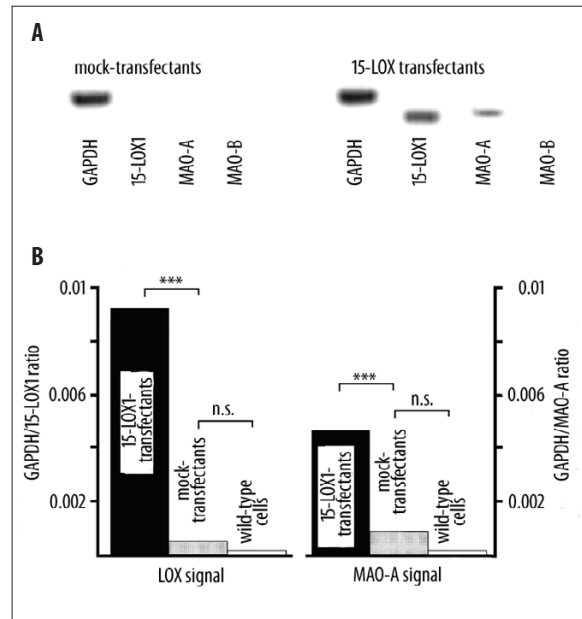 A
mock-transfectants
15-LOX transfectants
GAPDH
15-LOX1
MAO-A
MAO-B
GAPDH
15-LOX1
MAO-A
MAO-B
B
GAPDH/15-LOX1 ratio
0.01
0.006
0.002
***
n.s.
15-LOX1-
transfectants
mock-
transfectants
wild-type
cells
LOX signal
***
n.s.
15-LOX1-
transfectants
mock-
transfectants
wild-type
cells
MAO-A signal
0.01
0.006
0.002
GAPDH/MAO-A ratio